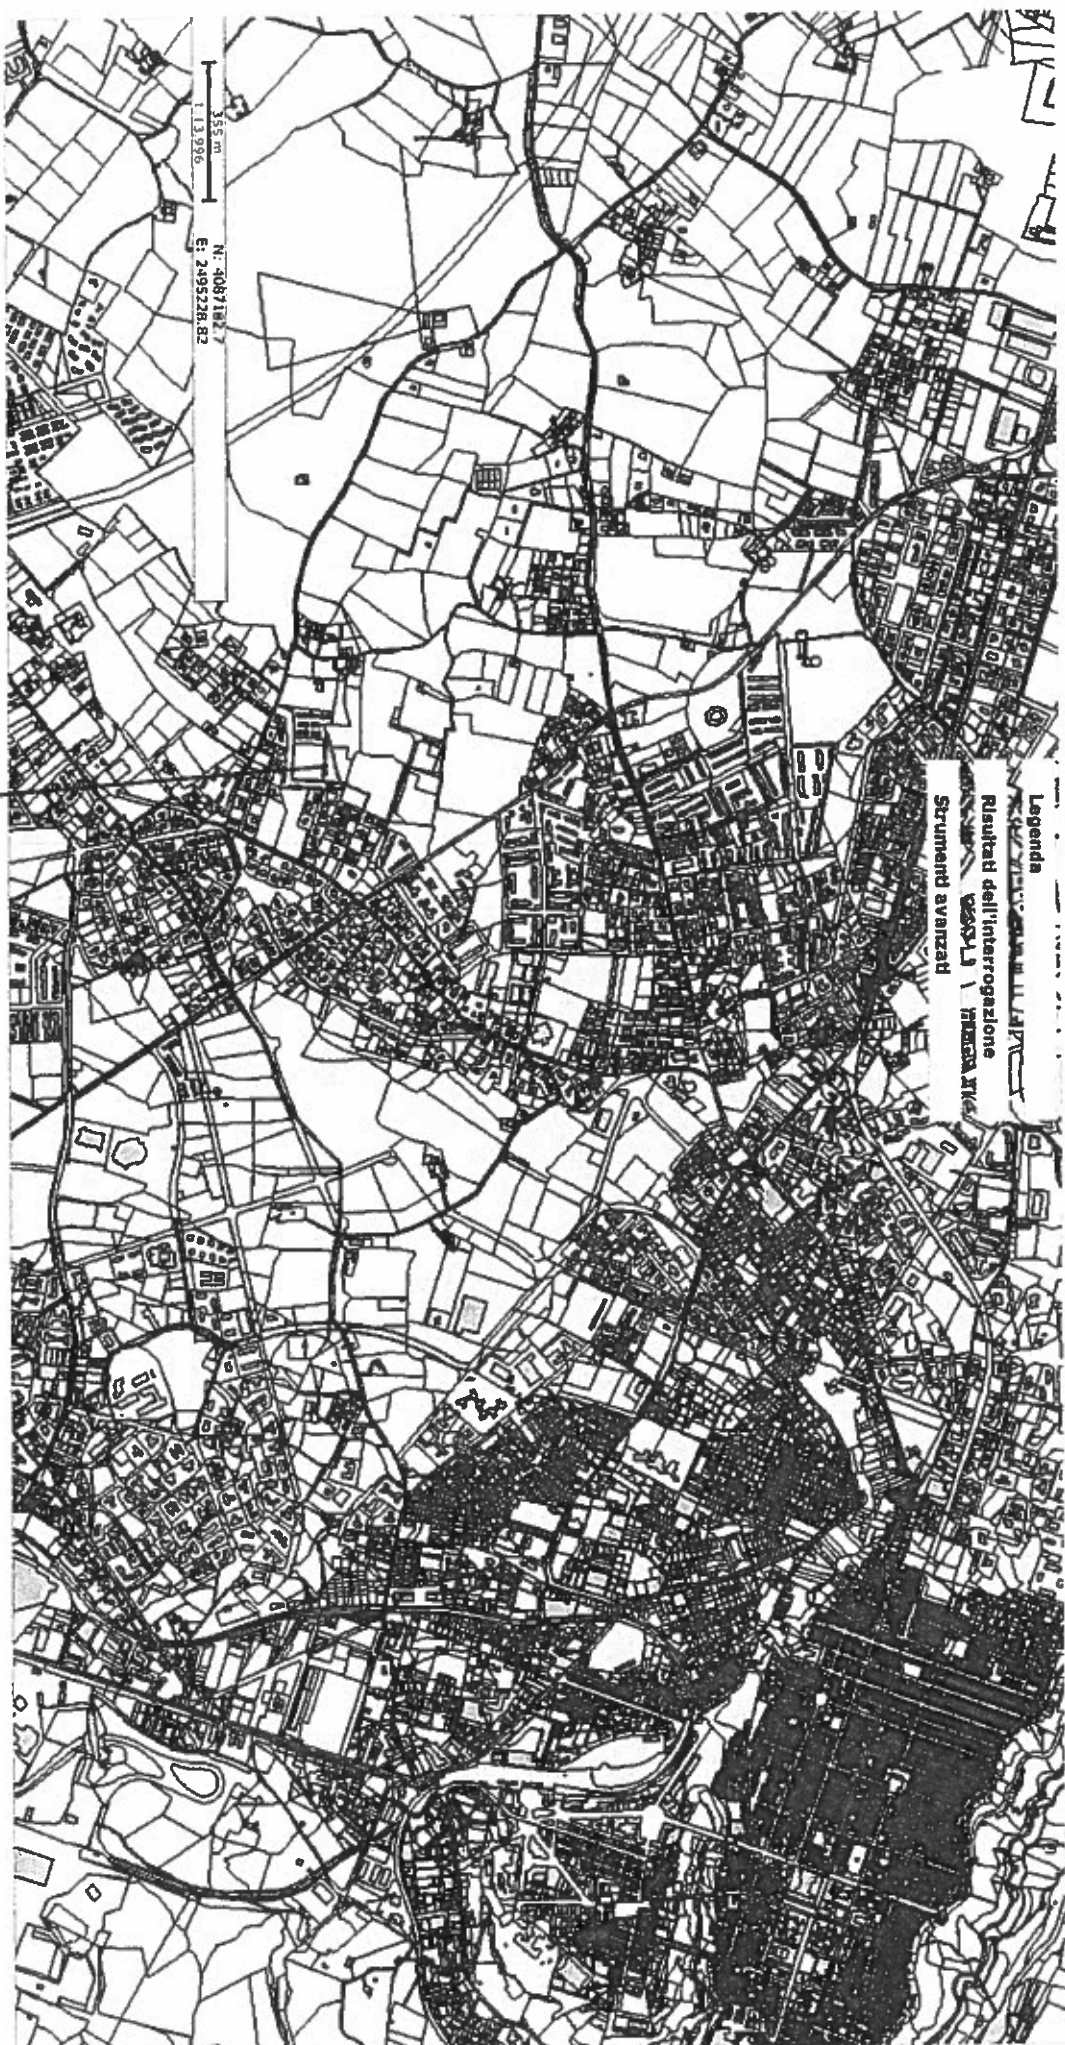 Legenda
Risultati dell'interrogazione
Strumenti avanzati
355 m
1:13.996
N: 4087182.7
E: 2495228.82